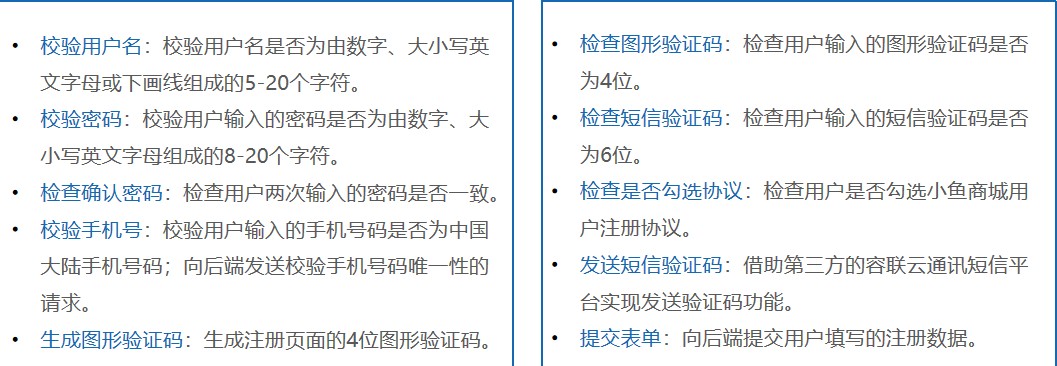 • 校验用户名：校验用户名是否为由数字、大小写英
文字母或下画线组成的5-20个字符。
• 校验密码：校验用户输入的密码是否为由数字、大
小写英文字母组成的8-20个字符。
• 检查确认密码：检查用户两次输入的密码是否一致。
• 校验手机号：校验用户输入的手机号码是否为中国
大陆手机号码；向后端发送校验手机号码唯一性的
请求。
• 生成图形验证码：生成注册页面的4位图形验证码。
• 检查图形验证码：检查用户输入的图形验证码是否
为4位。
• 检查短信验证码：检查用户输入的短信验证码是否
为6位。
• 检查是否勾选协议：检查用户是否勾选小鱼商城用
户注册协议。
• 发送短信验证码：借助第三方的容联云通讯短信平
台实现发送验证码功能。
• 提交表单：向后端提交用户填写的注册数据。